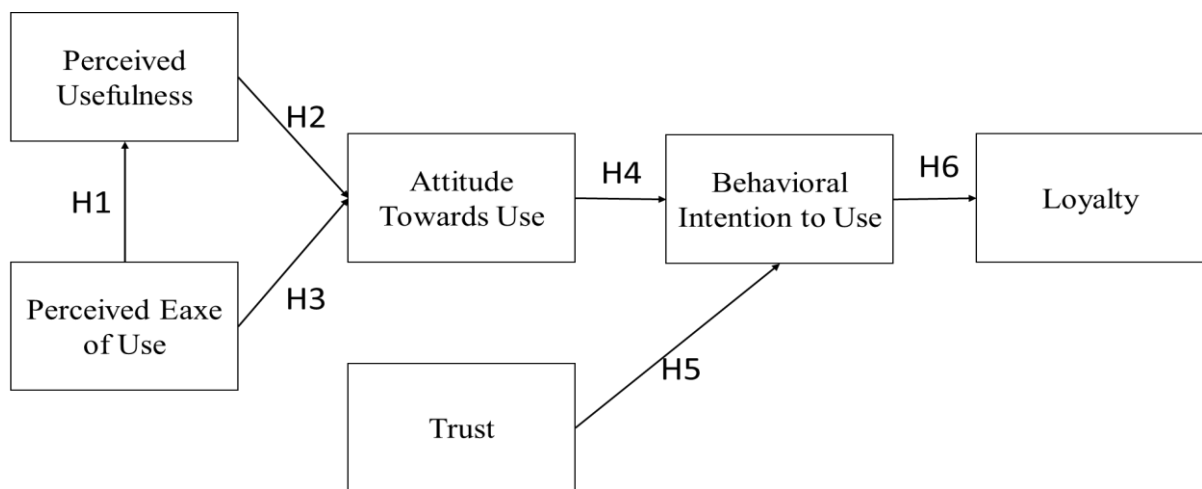 Perceived
Usefulness
H2
H1
Attitude
Towards Use
H4
Behavioral
Intention to Use
H6
Loyalty
Perceived Eaxe
of Use
H3
H5
Trust